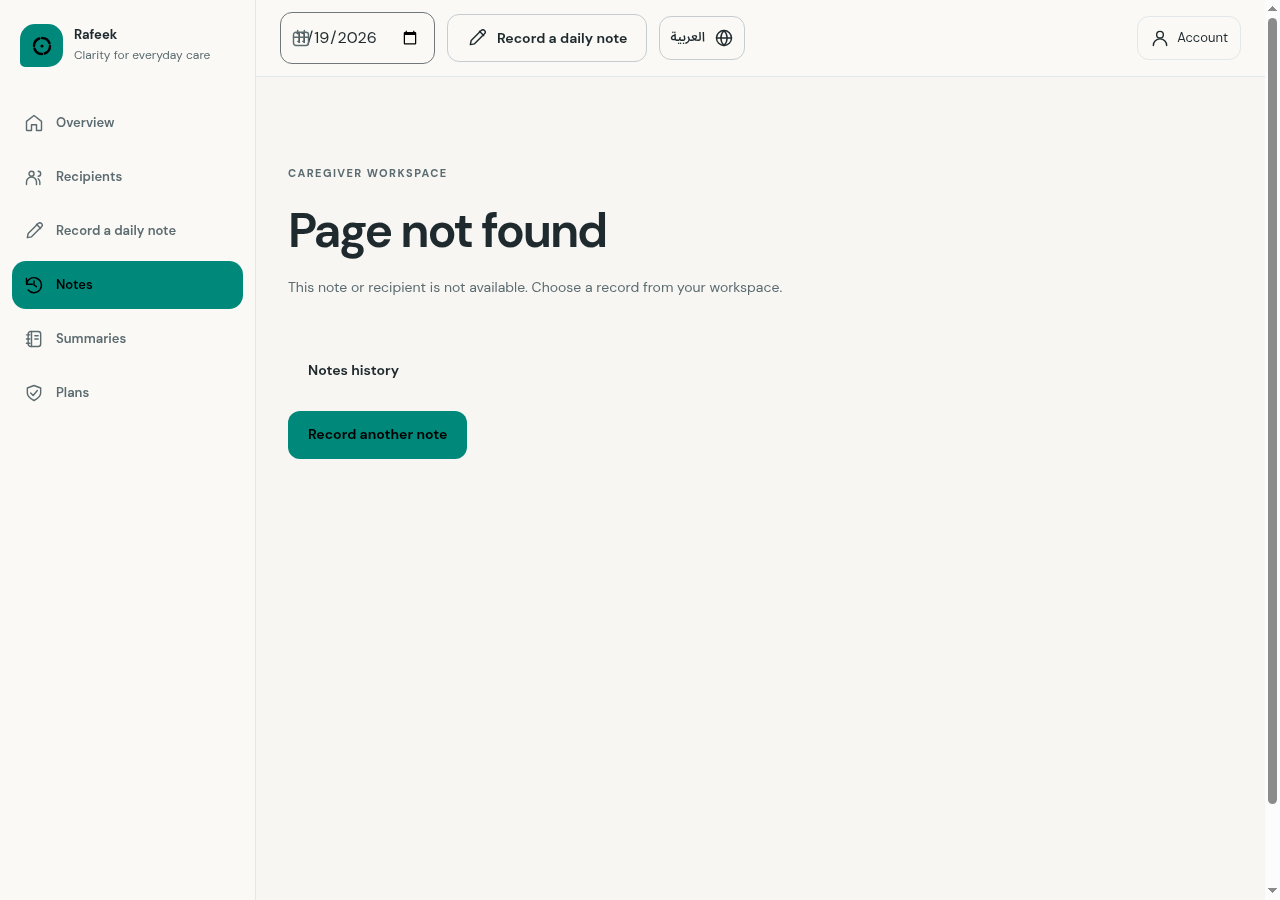 Rafeek
Clarity for everyday care
Overview
Recipients
Record a daily note
Notes
Summaries
Plans
/19/2026
Record a daily note
العربية
Account
CAREGIVER WORKSPACE
Page not found
This note or recipient is not available. Choose a record from your workspace.
Notes history
Record another note